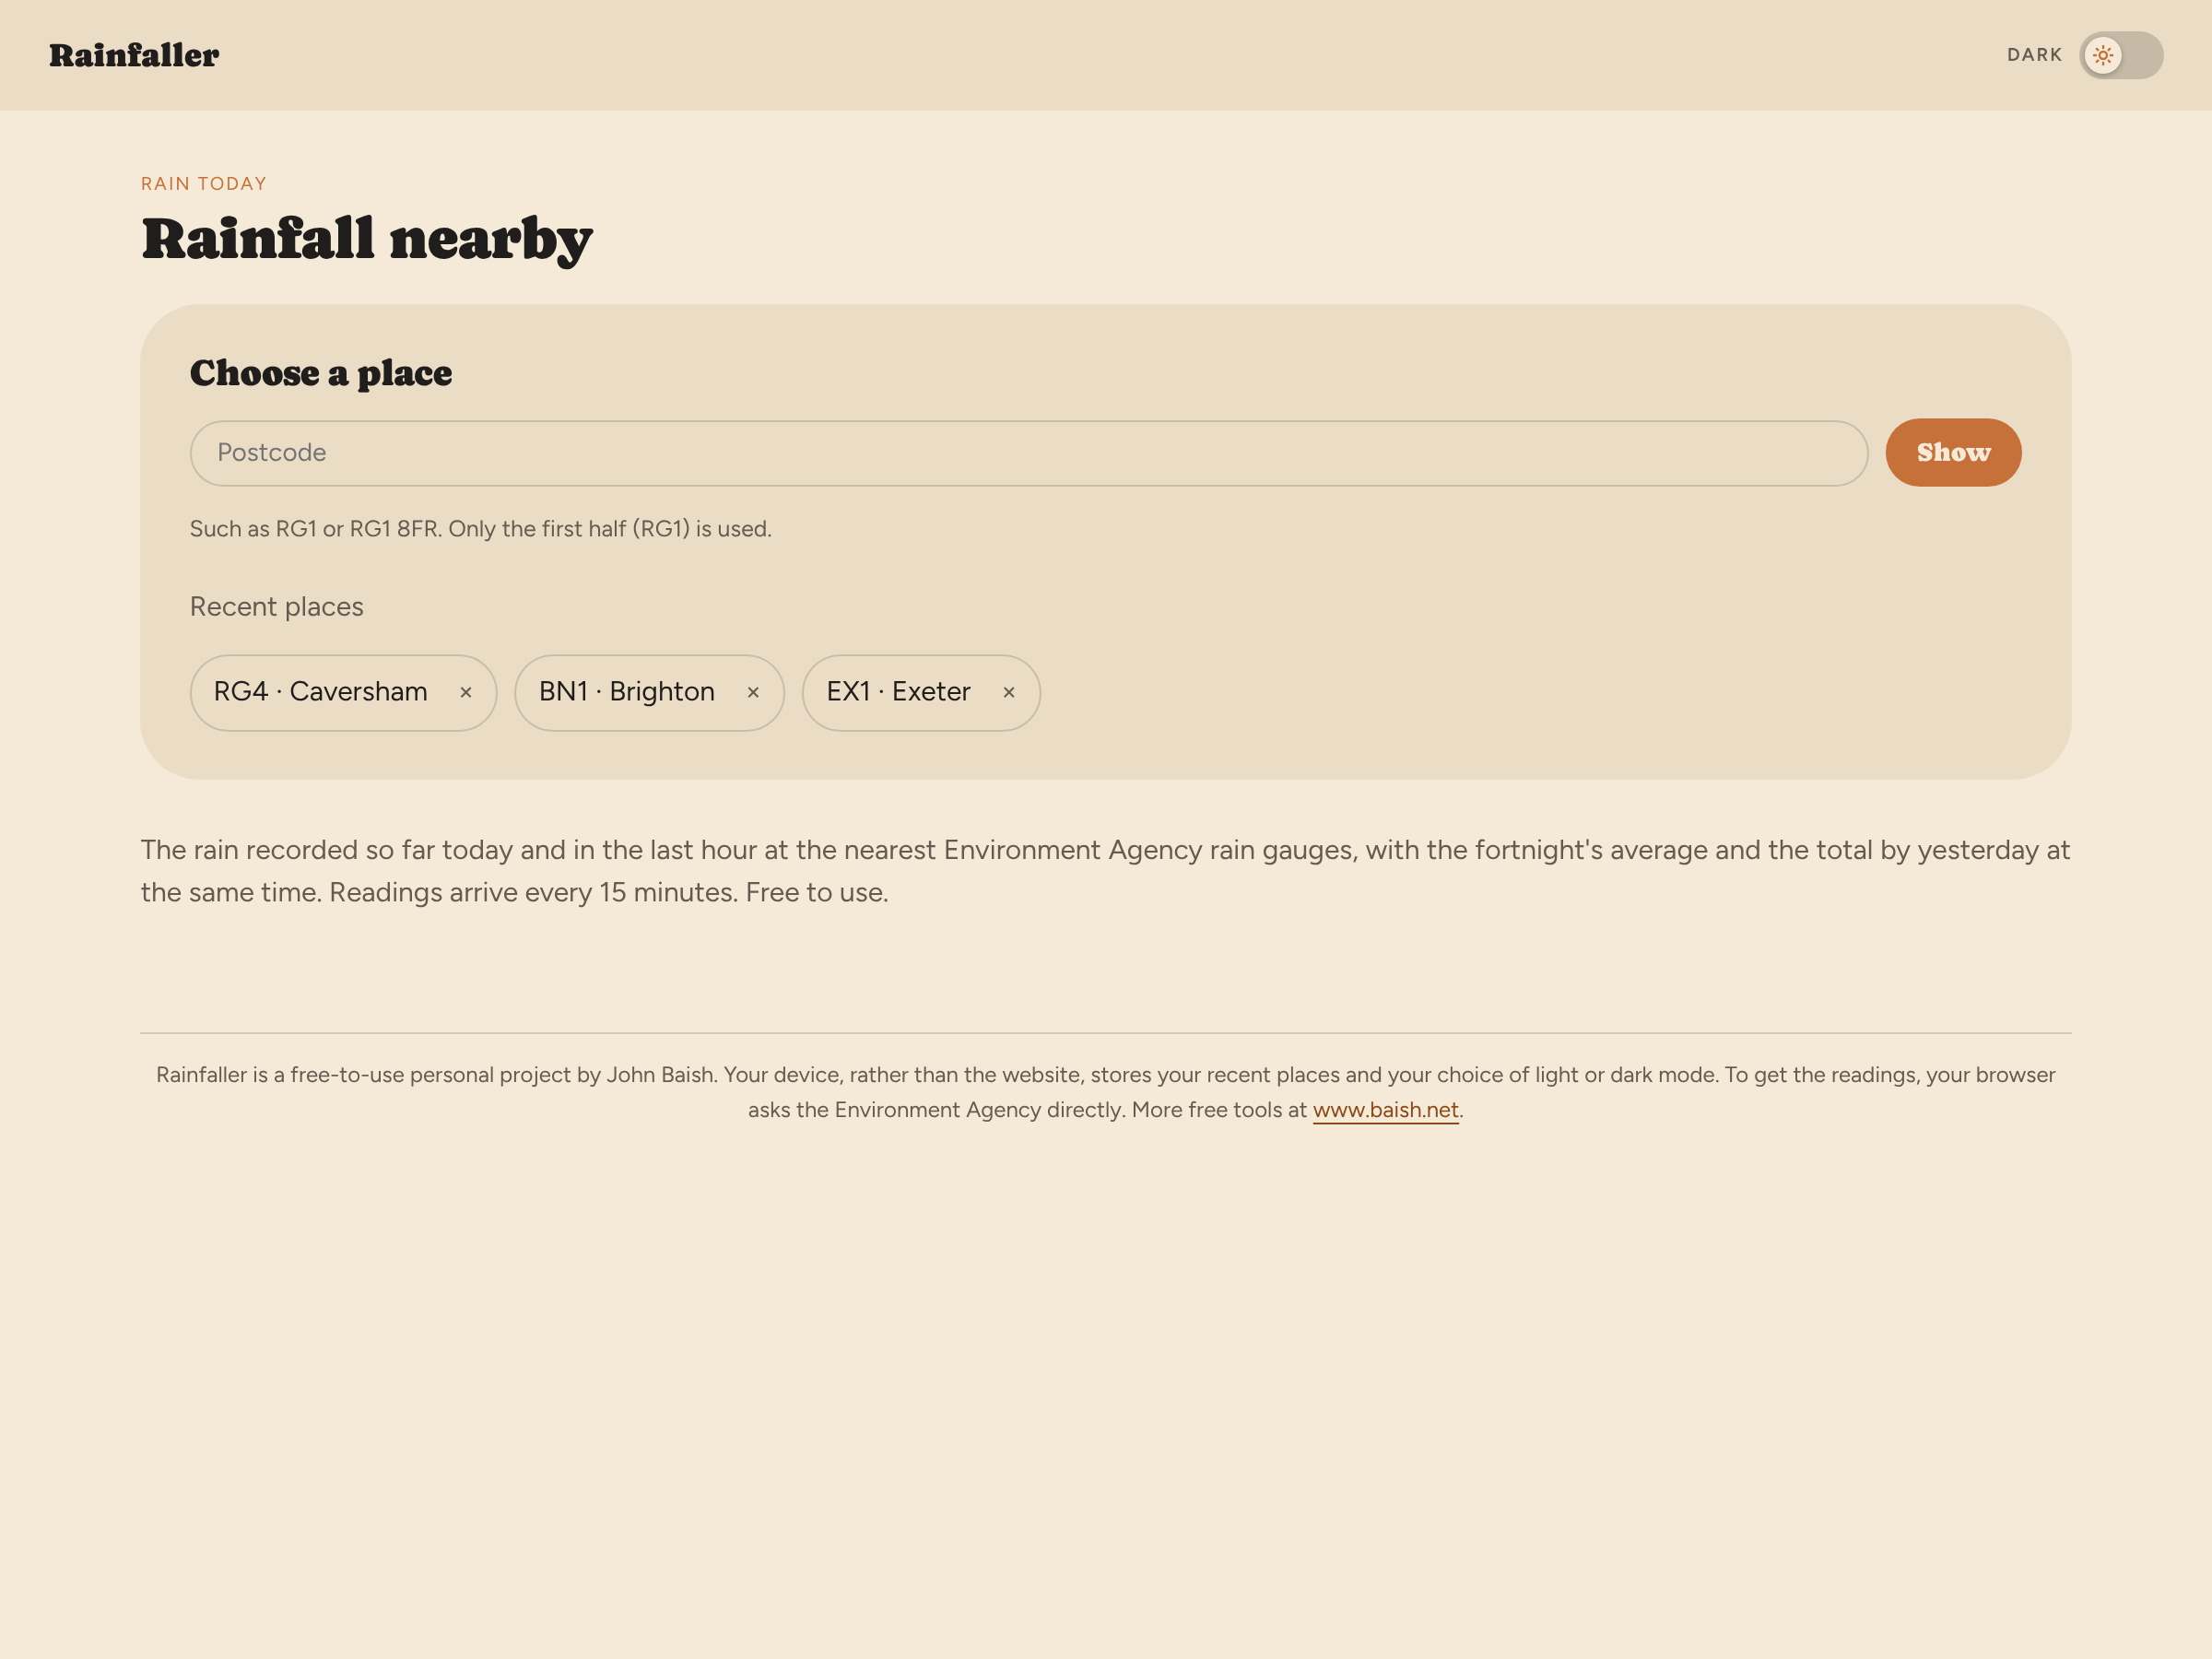 Rainfaller
DARK
RAIN TODAY
Rainfall nearby
Choose a place
Postcode
Show
Such as RG1 or RG1 8FR. Only the first half (RG1) is used.
Recent places
RG4 · Caversham ×
BN1 · Brighton ×
EX1 · Exeter ×
The rain recorded so far today and in the last hour at the nearest Environment Agency rain gauges, with the fortnight's average and the total by yesterday at
the same time. Readings arrive every 15 minutes. Free to use.
Rainfaller is a free-to-use personal project by John Baish. Your device, rather than the website, stores your recent places and your choice of light or dark mode. To get the readings, your browser
asks the Environment Agency directly. More free tools at www.baish.net.